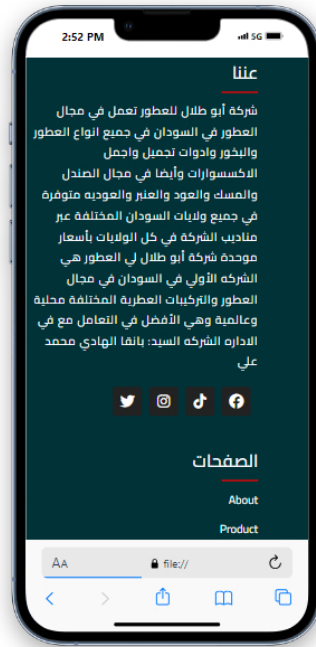 2:52 PM
5G
عننا
شركة أبو طلال للعطور تعمل في مجال
العطور في السودان في جميع انواع العطور
والبخور وادوات تجميل واجمل
الاكسسوارات وأيضا في مجال الصندل
والمسك والعود والعنبر والعوديه متوفرة
في جميع ولايات السودان المختلفة عبر
مناديب الشركة في كل الولايات بأسعار
موحدة شركة أبو طلال لي العطور هي
الشركه الأولي في السودان في مجال
العطور والتركيبات العطرية المختلفة محلية
وعالمية وهي الأفضل في التعامل مع في
الاداره الشركه السيد: بانقا الهادي محمد
علي
الصفحات
About
Product
AA
file://